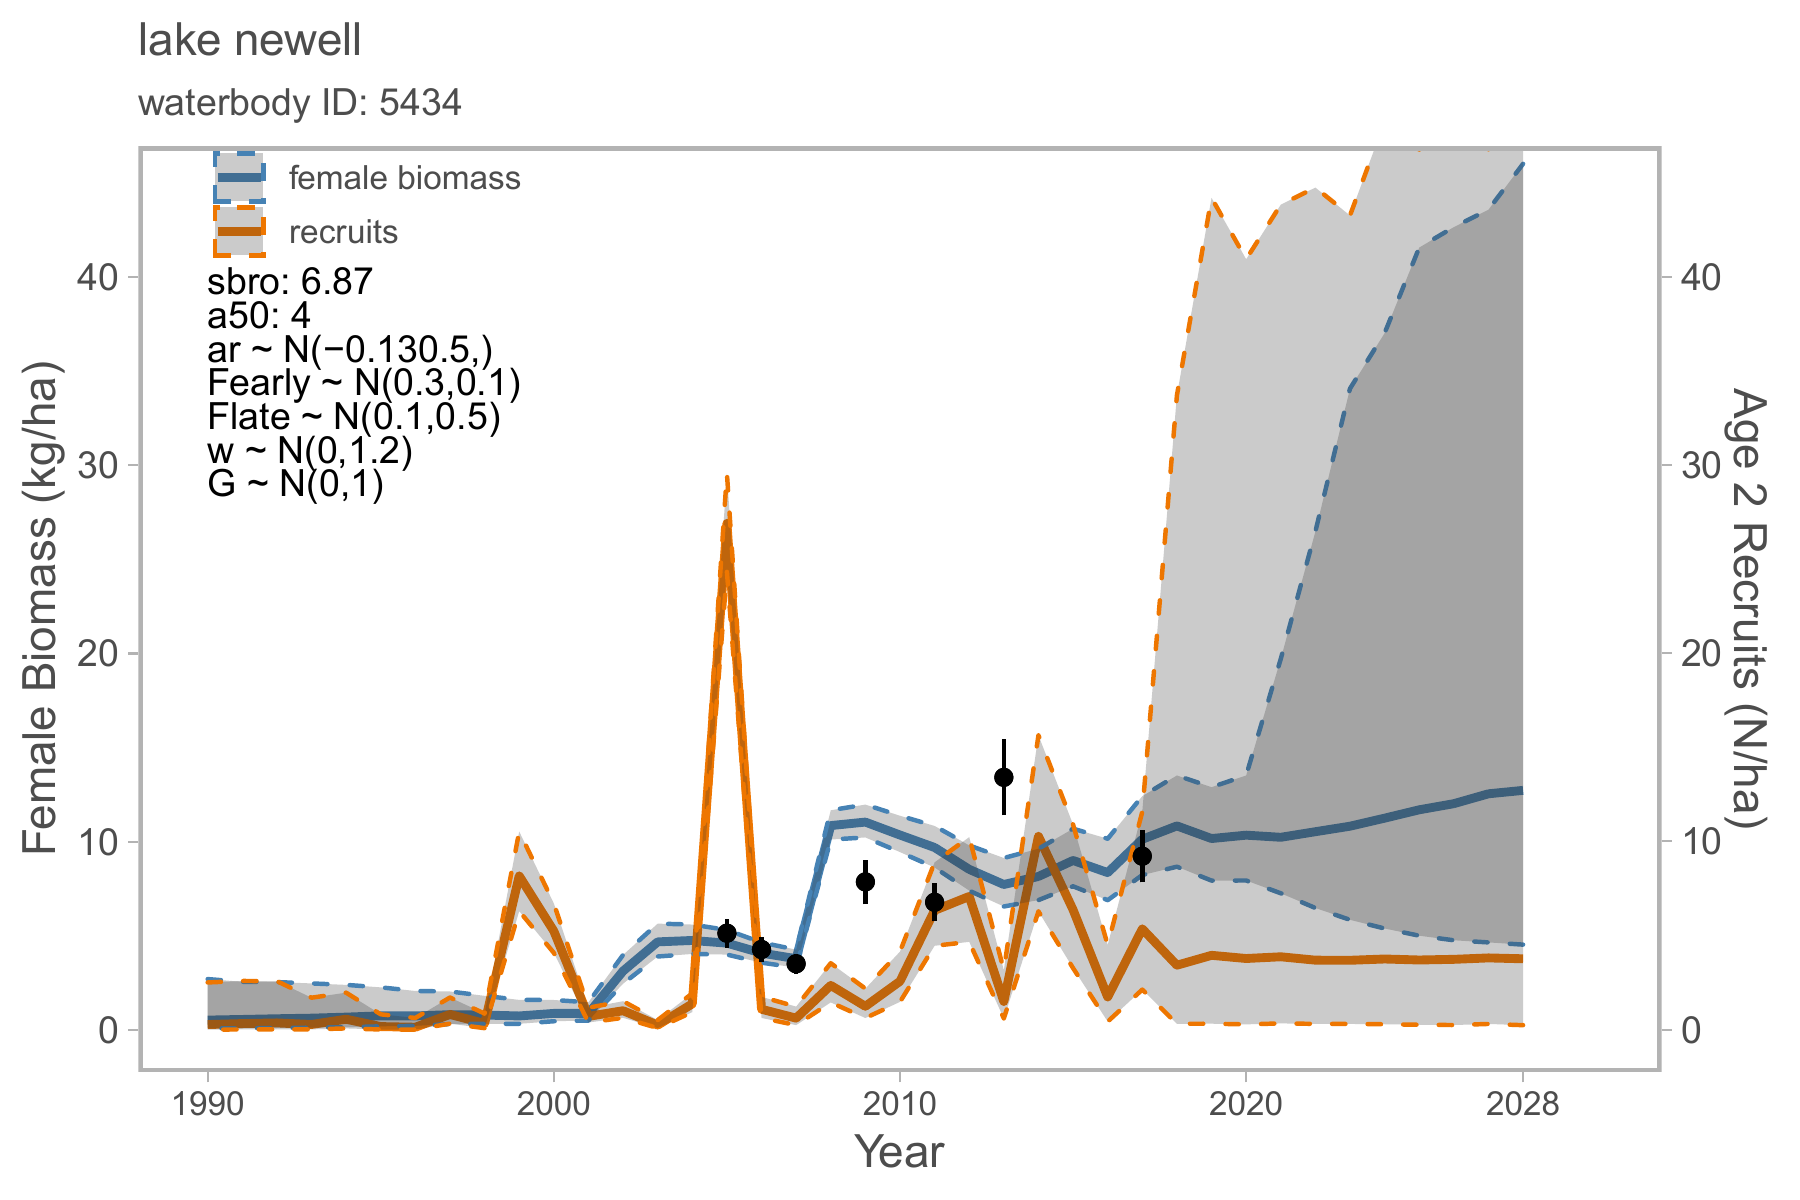 lake newell
waterbody ID: 5434
female biomass
recruits
sbro: 6.87
a50: 4
ar ~ N(−0.130.5,)
Fearly ~ N(0.3,0.1)
Flate ~ N(0.1,0.5)
w ~ N(0,1.2)
G ~ N(0,1)
Female Biomass (kg/ha)
40
30
20
10
0
40
30
20
10
0
Age 2 Recruits (N/ha)
1990
2000
2010
2020
2028
Year